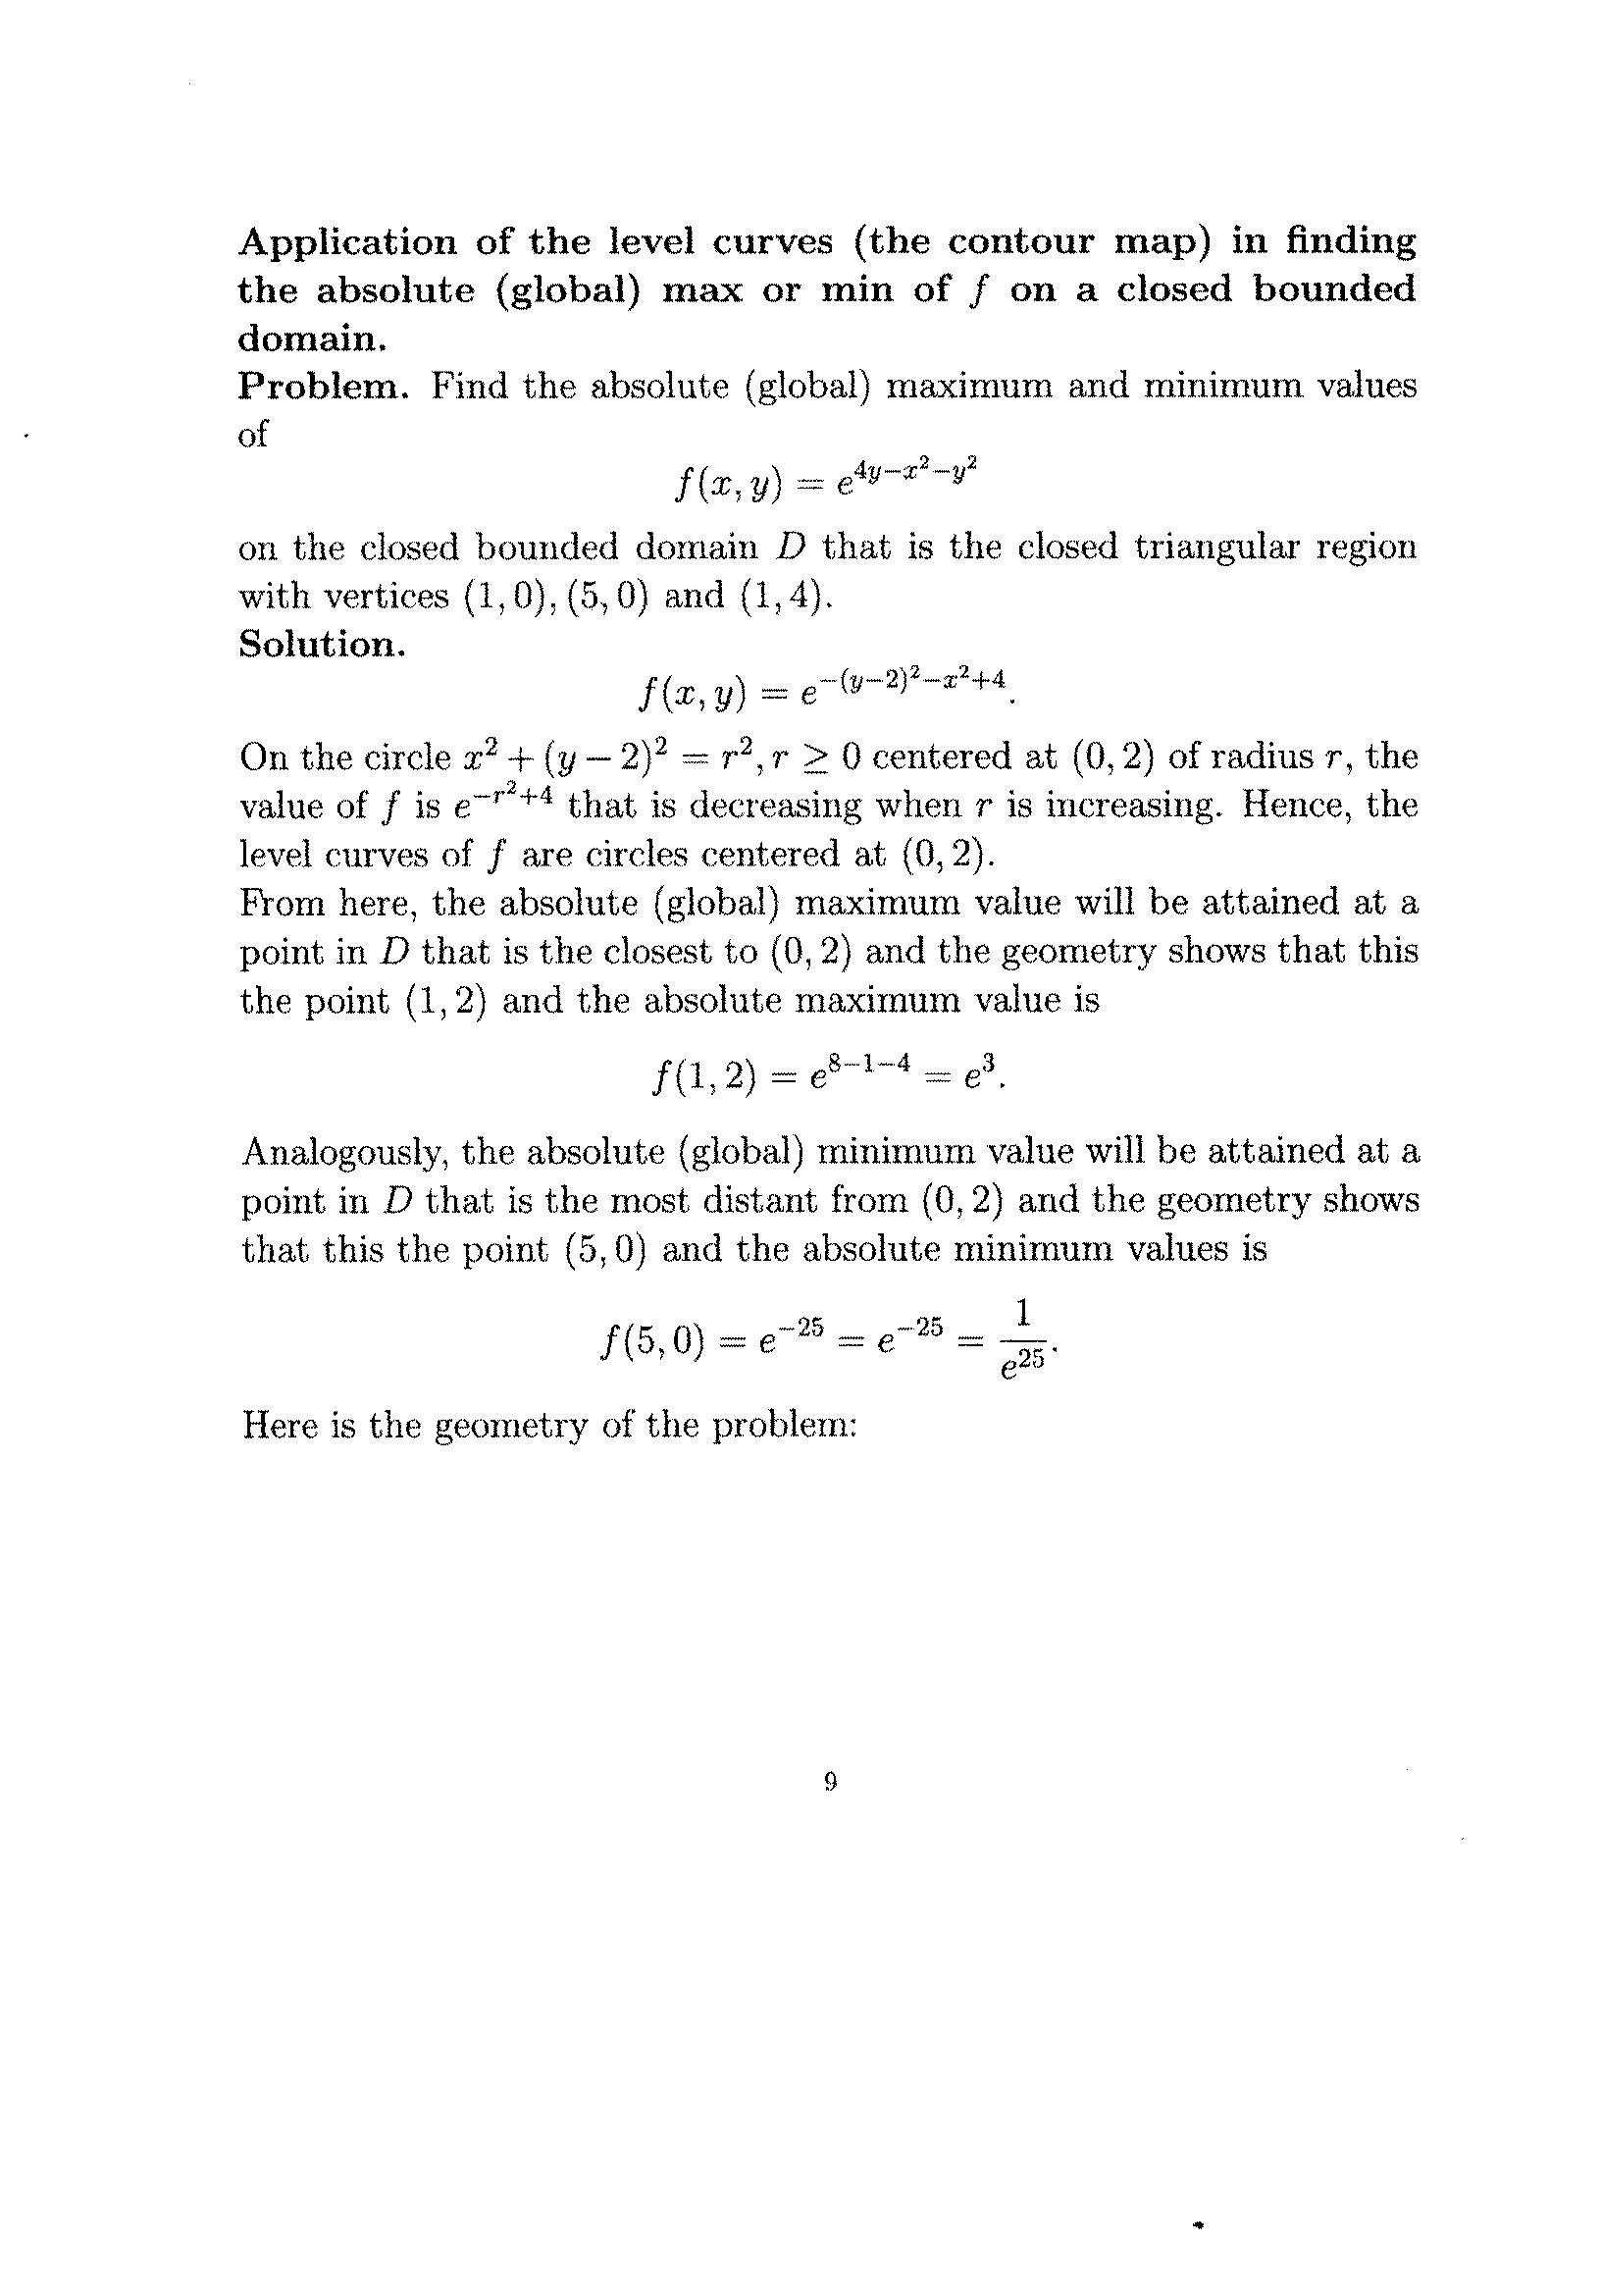 Application of the level curves (the contour map) in finding
the absolute (global) max or min of f on a closed bounded
domain.
Problem. Find the absolute (global) maximum and minimum values
of
f(x, y) = e^{4y−x^2−y^2}
on the closed bounded domain D that is the closed triangular region
with vertices (1, 0), (5, 0) and (1, 4).
Solution.
f(x, y) = e^{−(y−2)^2−x^2+4}.
On the circle x^2 + (y − 2)^2 = r^2, r ≥ 0 centered at (0, 2) of radius r, the
value of f is e^{−r^2+4} that is decreasing when r is increasing. Hence, the
level curves of f are circles centered at (0, 2).
From here, the absolute (global) maximum value will be attained at a
point in D that is the closest to (0, 2) and the geometry shows that this
the point (1, 2) and the absolute maximum value is
f(1, 2) = e^{8−1−4} = e^3.
Analogously, the absolute (global) minimum value will be attained at a
point in D that is the most distant from (0, 2) and the geometry shows
that this the point (5, 0) and the absolute minimum values is
f(5, 0) = e^{−25} = e^{−25} = \frac{1}{e^{25}}.
Here is the geometry of the problem:
9